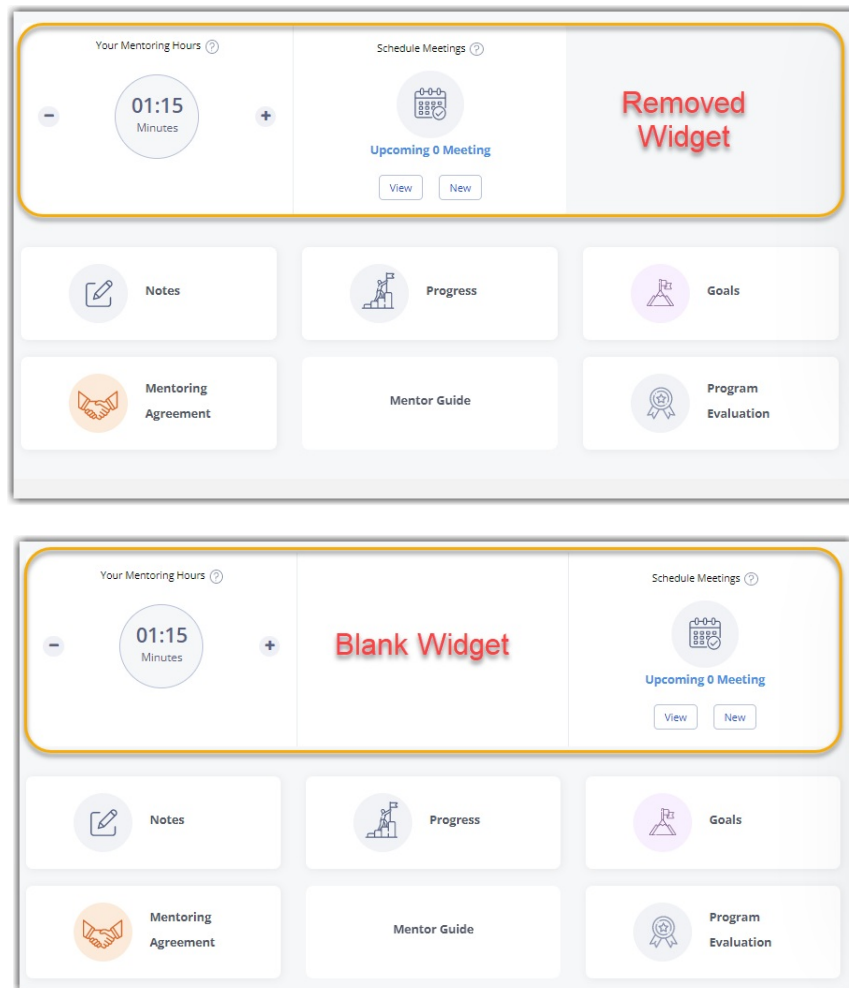 Your Mentoring Hours ?
Schedule Meetings ?
-
01:15
Minutes
+
Upcoming 0 Meeting
View
New
Removed
Widget
Notes
Progress
Goals
Mentoring
Agreement
Mentor Guide
Program
Evaluation
Your Mentoring Hours ?
-
01:15
Minutes
+
Blank Widget
Schedule Meetings ?
Upcoming 0 Meeting
View
New
Notes
Progress
Goals
Mentoring
Agreement
Mentor Guide
Program
Evaluation